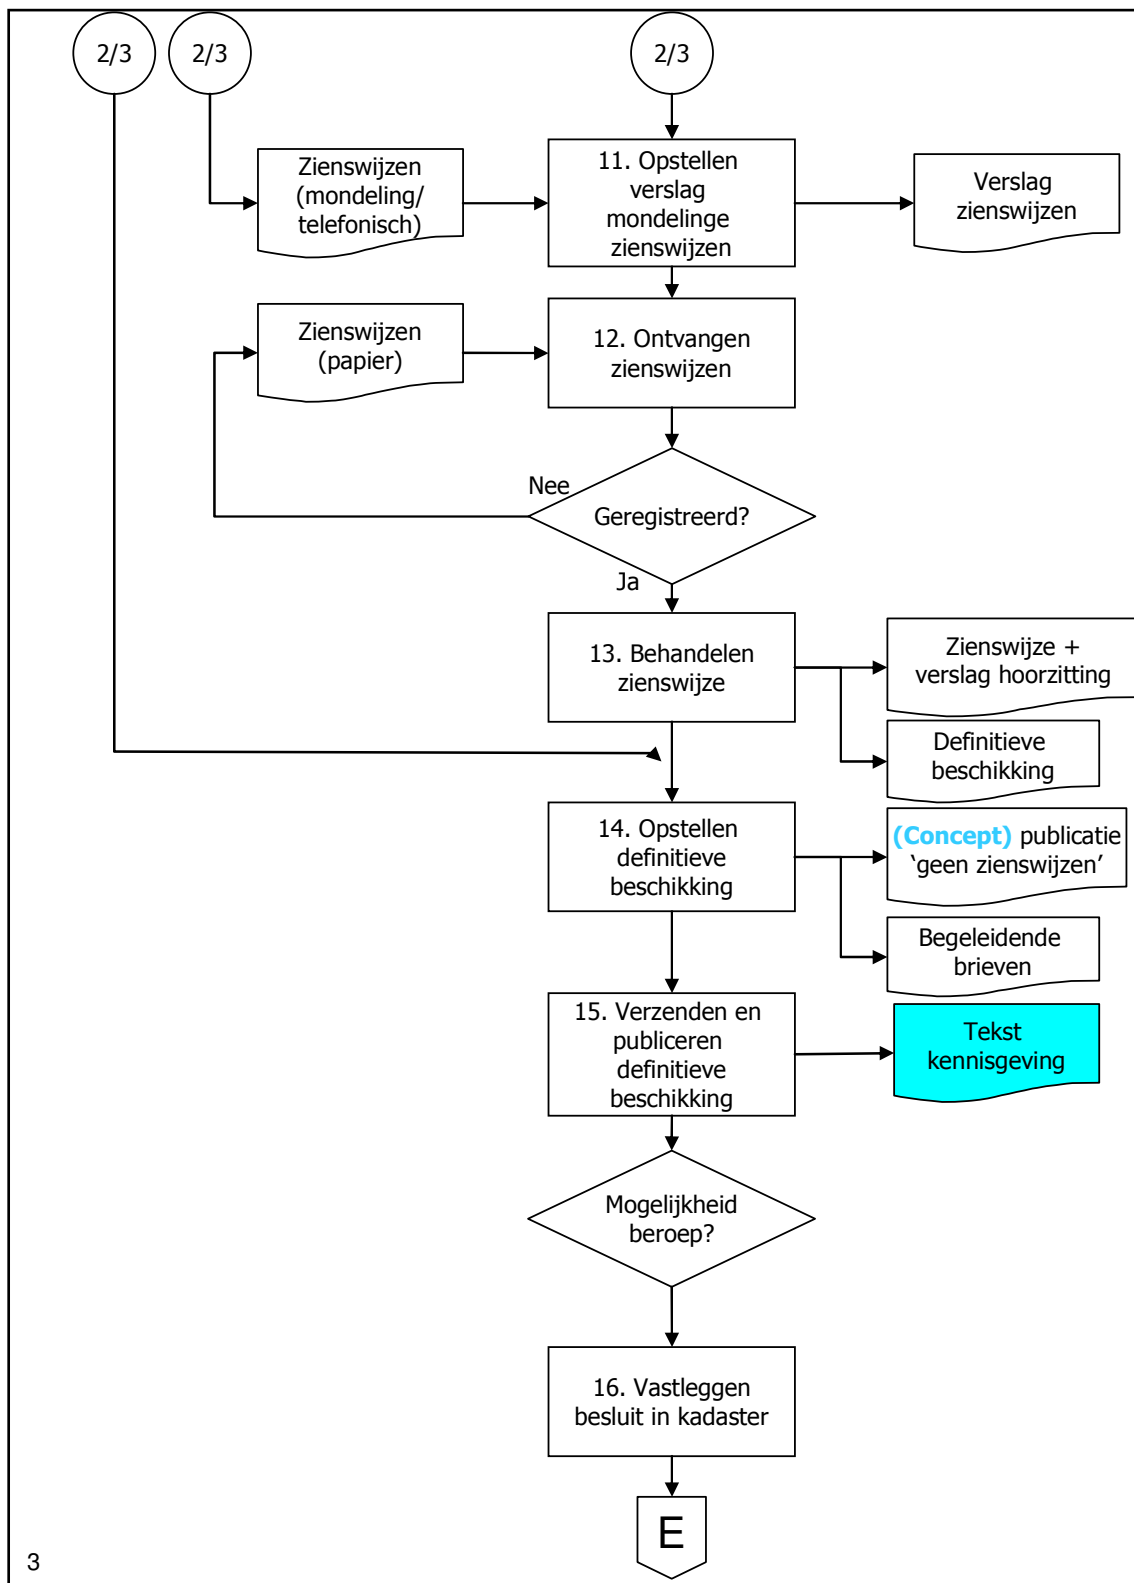 2/3
2/3
2/3
Zienswijzen
(mondeling/
telefonisch)
11. Opstellen
verslag
mondelinge
zienswijzen
Verslag
zienswijzen
Zienswijzen
(papier)
12. Ontvangen
zienswijzen
Nee
Geregistreerd?
Ja
13. Behandelen
zienswijze
Zienswijze +
verslag hoorzitting
Definitieve
beschikking
14. Opstellen
definitieve
beschikking
(Concept) publicatie
‘geen zienswijzen’
Begeleidende
brieven
15. Verzenden en
publiceren
definitieve
beschikking
Tekst
kennisgeving
Mogelijkheid
beroep?
16. Vastleggen
besluit in kadaster
E
3